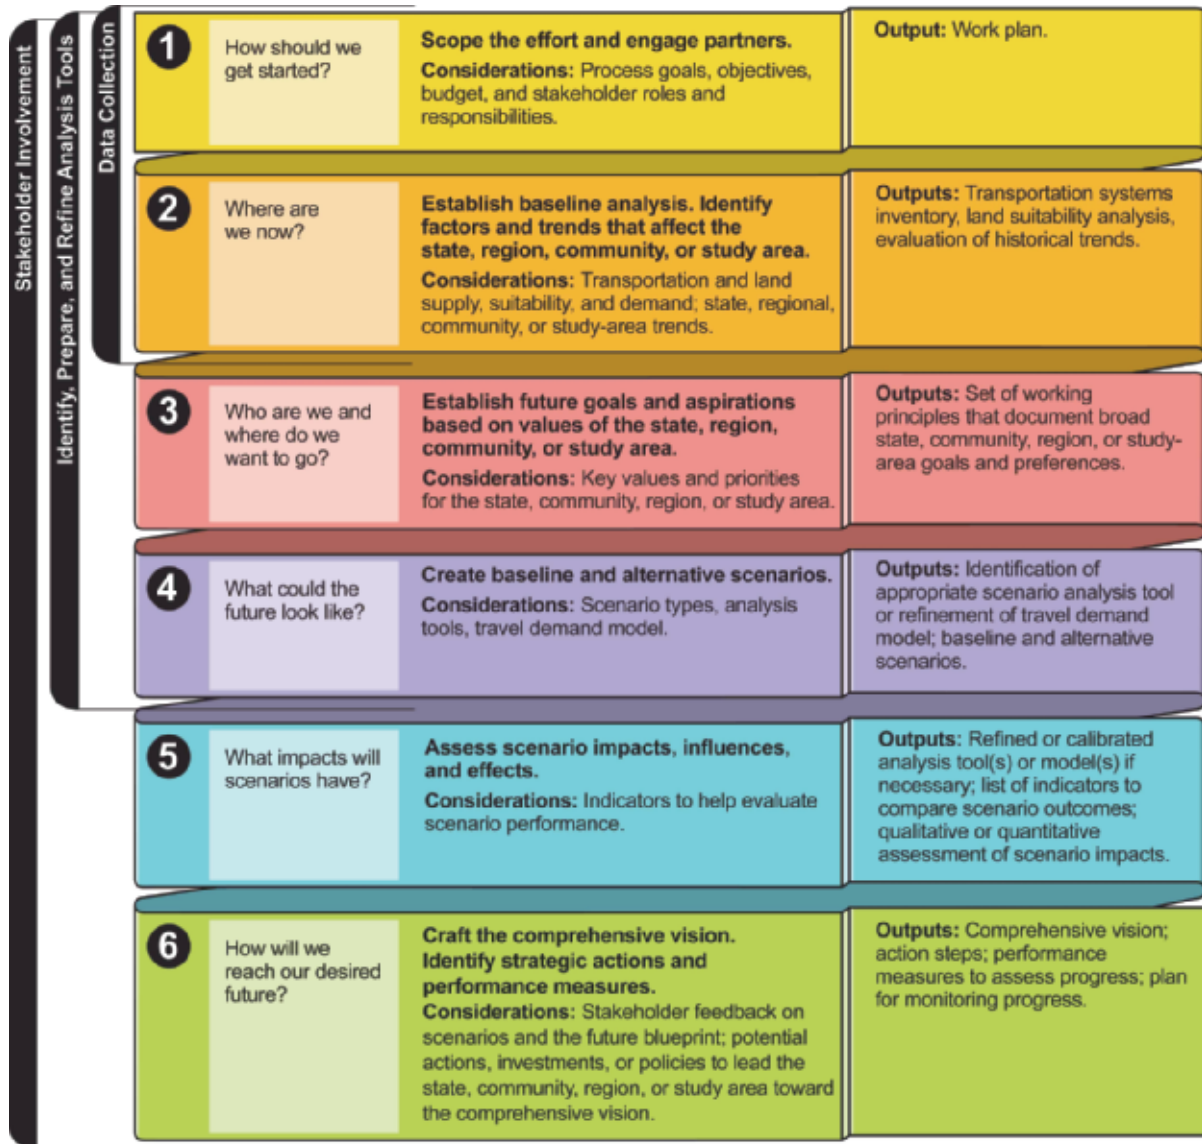 Stakeholder Involvement
Identify, Prepare, and Refine Analysis Tools
Data Collection
1
How should we
get started?
Scope the effort and engage partners.
Considerations: Process goals, objectives,
budget, and stakeholder roles and
responsibilities.
Output: Work plan.
2
Where are
we now?
Establish baseline analysis. Identify
factors and trends that affect the
state, region, community, or study area.
Considerations: Transportation and land
supply, suitability, and demand; state, regional,
community, or study-area trends.
Outputs: Transportation systems
inventory, land suitability analysis,
evaluation of historical trends.
3
Who are we and
where do we
want to go?
Establish future goals and aspirations
based on values of the state, region,
community, or study area.
Considerations: Key values and priorities
for the state, community, region, or study area.
Outputs: Set of working
principles that document broad
state, community, region, or study-
area goals and preferences.
4
What could the
future look like?
Create baseline and alternative scenarios.
Considerations: Scenario types, analysis
tools, travel demand model.
Outputs: Identification of
appropriate scenario analysis tool
or refinement of travel demand
model; baseline and alternative
scenarios.
5
What impacts will
scenarios have?
Assess scenario impacts, influences,
and effects.
Considerations: Indicators to help evaluate
scenario performance.
Outputs: Refined or calibrated
analysis tool(s) or model(s) if
necessary; list of indicators to
compare scenario outcomes;
qualitative or quantitative
assessment of scenario impacts.
6
How will we
reach our desired
future?
Craft the comprehensive vision.
Identify strategic actions and
performance measures.
Considerations: Stakeholder feedback on
scenarios and the future blueprint; potential
actions, investments, or policies to lead the
state, community, region, or study area toward
the comprehensive vision.
Outputs: Comprehensive vision;
action steps; performance
measures to assess progress; plan
for monitoring progress.